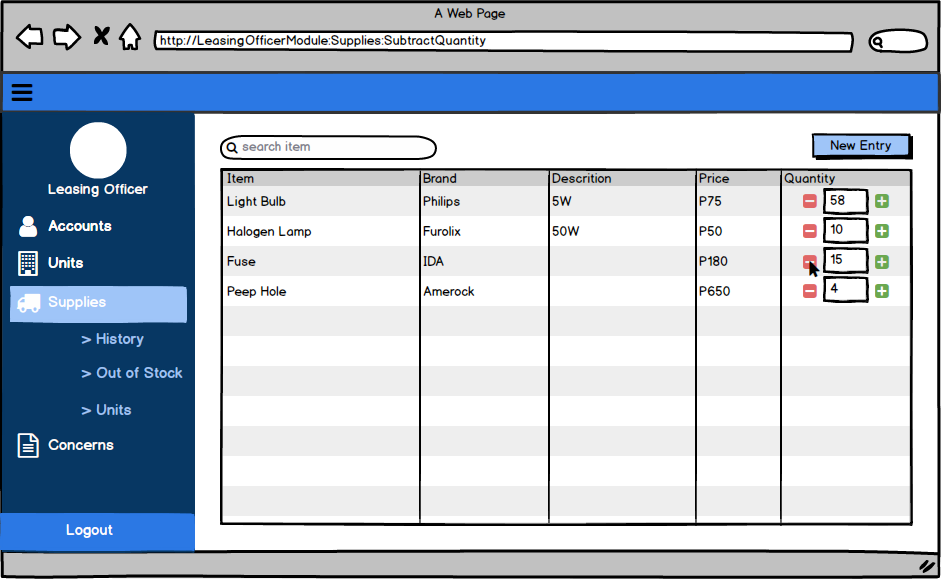 A Web Page
http://LeasingOfficerModule:Supplies:SubtractQuantity
search item
New Entry
Leasing Officer
Accounts
Units
Supplies
> History
> Out of Stock
> Units
Concerns
Logout
Item Brand Descrition Price Quantity
Light Bulb Philips 5W P75 58
Halogen Lamp Furolix 50W P50 10
Fuse IDA P180 15
Peep Hole Amerock P650 4